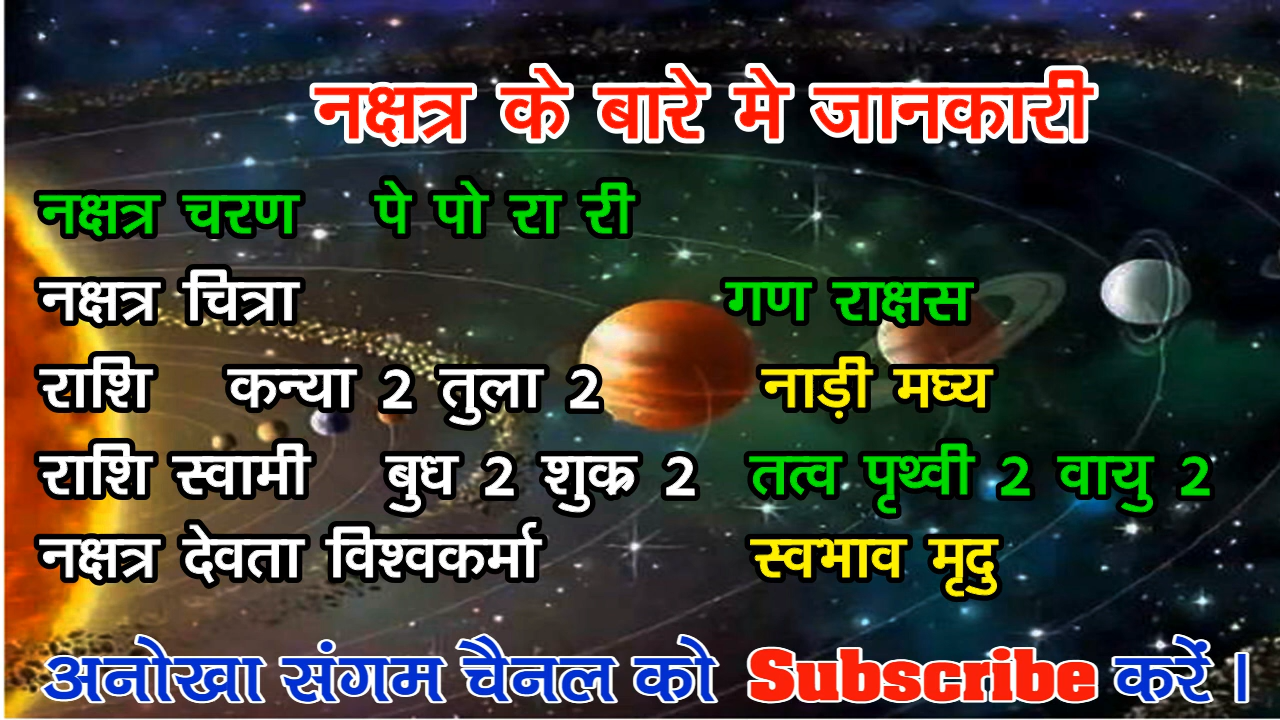 नक्षत्र के बारे मे जानकारी
नक्षत्र चरण पे पो रा री
नक्षत्र चित्रा गण राक्षस
राशि कन्या 2 तुला 2 नाड़ी मघ्य
राशि स्वामी बुध 2 शुक्र 2 तत्व पृथ्वी 2 वायु 2
नक्षत्र देवता विश्वकर्मा स्वभाव मृदु
अनोखा संगम चैनल को Subscribe करें ।